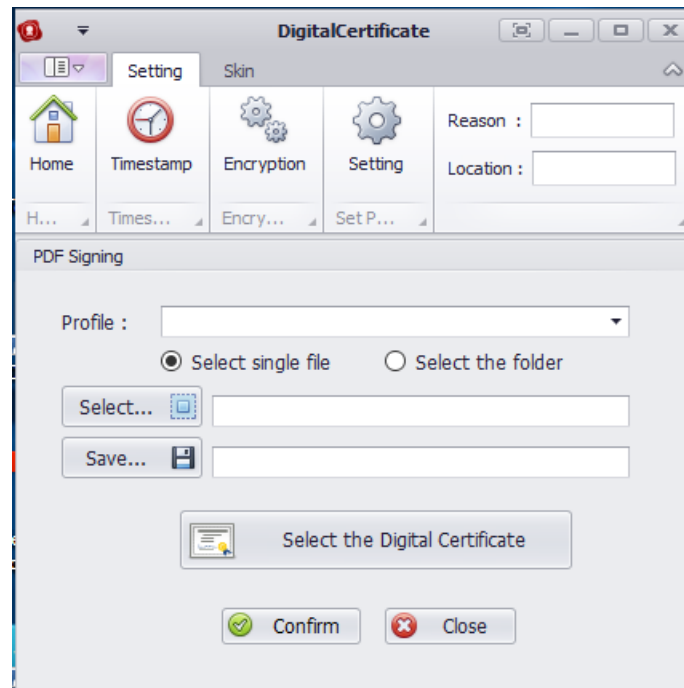 DigitalCertificate
Setting Skin
Reason :
Home Timestamp Encryption Setting
Location :
H... Times... Encry... Set P...
PDF Signing
Profile :
Select single file Select the folder
Select...
Save...
Select the Digital Certificate
Confirm Close